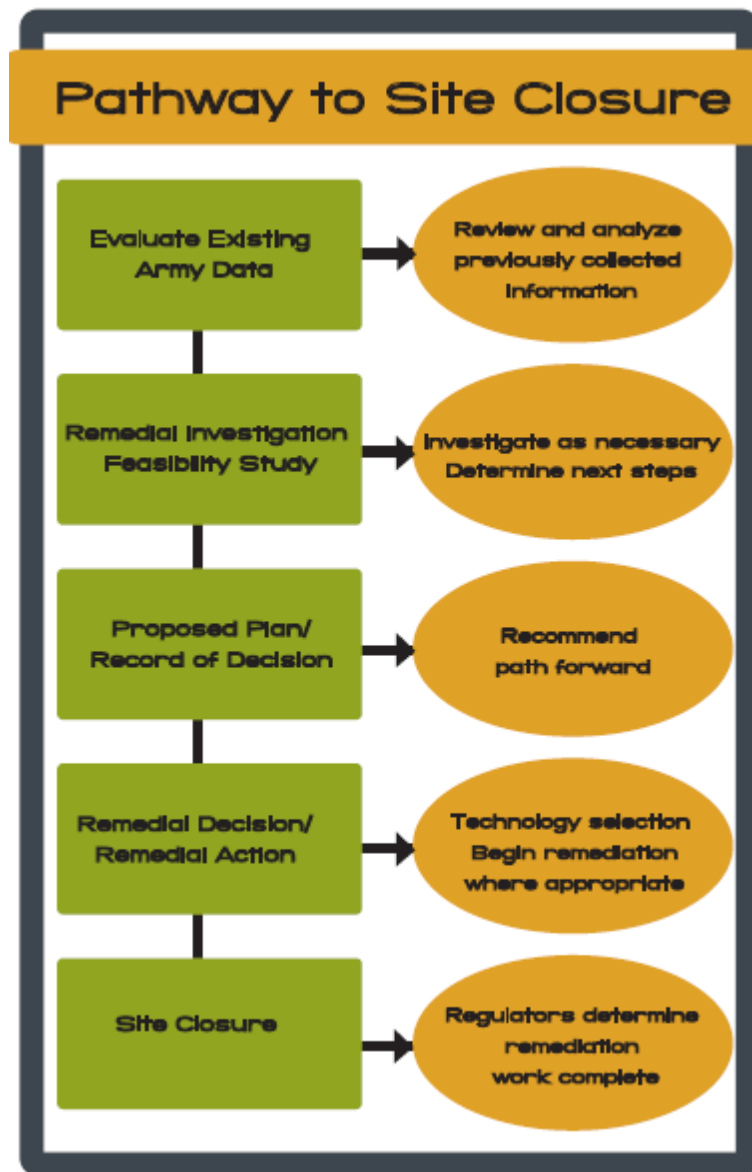 Pathway to Site Closure
Evaluate Existing
Army Data
Review and analyze
previously collected
information
Remedial Investigation
Feasibility Study
Investigate as necessary
Determine next steps
Proposed Plan/
Record of Decision
Recommend
path forward
Remedial Decision/
Remedial Action
Technology selection
Begin remediation
where appropriate
Site Closure
Regulators determine
remediation
work complete